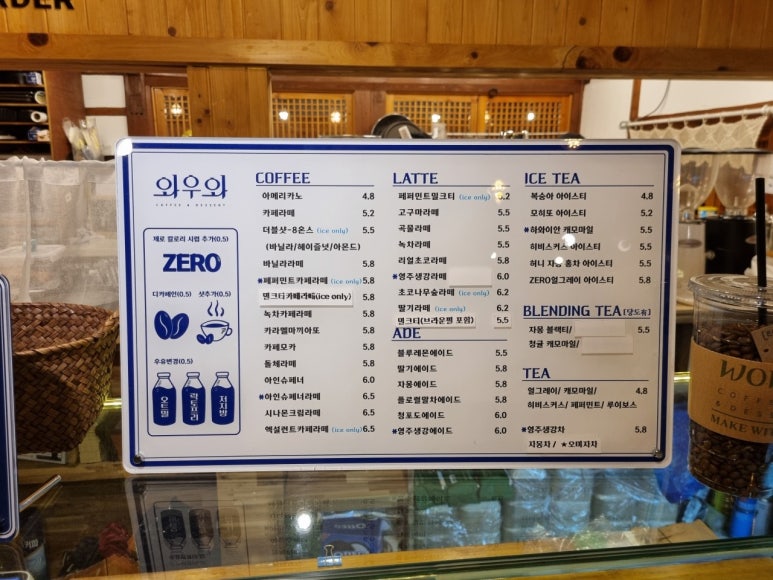 RDER
와우와
COFFEE & DESSERT
제로 칼로리 시럽 추가(0.5)
ZERO
디카페인(0.5) 샷추가(0.5)
우유변경(0.5)
오트밀
락토프리
저지방
COFFEE
아메리카노 4.8
카페라떼 5.2
더블샷-8온스 (ice only) 5.5
(바닐라/헤이즐넛/아몬드)
바닐라라떼 5.8
*페퍼민트카페라떼 (ice only) 5.8
밀크티카페라떼(ice only) 5.8
녹차카페라떼 5.8
카라멜마끼아또 5.8
카페모카 5.8
돌체라떼 5.8
아인슈페너 6.0
*아인슈페너라떼 6.5
시나몬크림라떼 6.5
엑설런트카페라떼 (ice only) 6.5
LATTE
페퍼민트밀크티 (ice only) 6.2
고구마라떼 5.5
곡물라떼 5.5
녹차라떼 5.5
리얼초코라떼 5.8
*영주생강라떼 6.0
초코나무숲라떼 (ice only) 6.2
딸기라떼 (ice only) 6.2
밀크티(브라운펄 포함) 5.5
ADE
블루레몬에이드 5.5
딸기에이드 5.8
자몽에이드 5.8
플로럴말차에이드 5.8
청포도에이드 6.0
*영주생강에이드 6.0
ICE TEA
복숭아 아이스티 4.8
모히또 아이스티 5.2
*하와이안 캐모마일 5.5
히비스커스 아이스티 5.5
허니 자몽 홍차 아이스티 5.8
ZERO얼그레이 아이스티 5.8
BLENDING TEA [당도有]
자몽 블랙티/ 5.5
청귤 캐모마일/
TEA
얼그레이/ 캐모마일/ 4.8
히비스커스/ 페퍼민트/ 루이보스
*영주생강차 5.8
자몽차/ ★오미자차
WO
COFF
& DES
MAKE WI